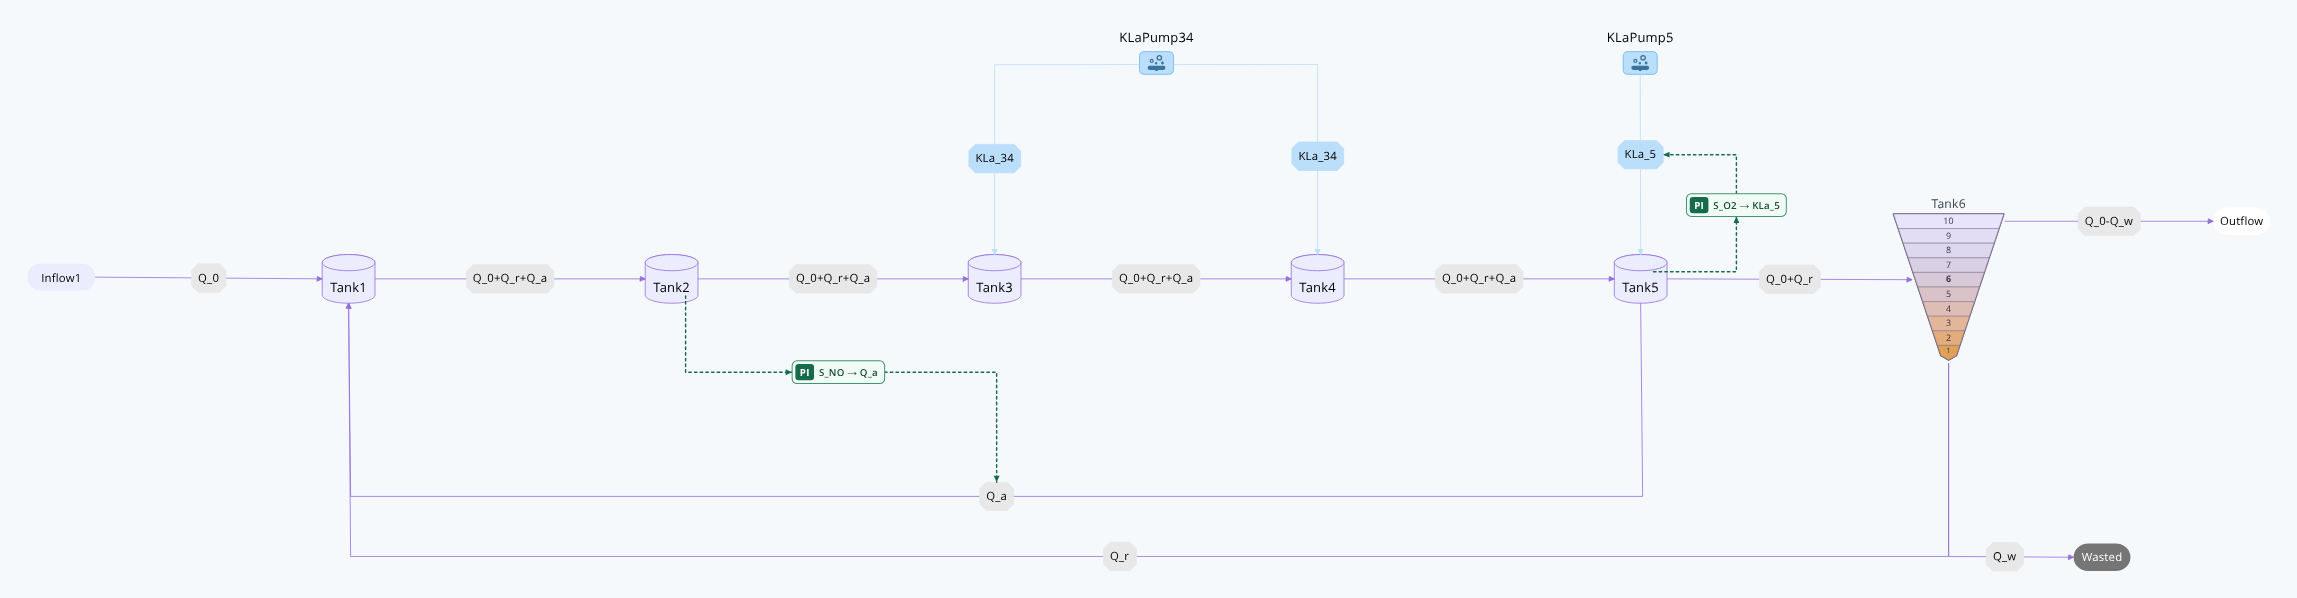 KLaPump34
KLaPump5
KLa_34
KLa_34
KLa_5
PI S_O2 → KLa_5
Tank6
10
9
8
7
6
5
4
3
2
1
Q_0-Q_w
Outflow
Inflow1
Q_0
Tank1
Q_0+Q_r+Q_a
Tank2
Q_0+Q_r+Q_a
Tank3
Q_0+Q_r+Q_a
Tank4
Q_0+Q_r+Q_a
Tank5
Q_0+Q_r
PI S_NO → Q_a
Q_a
Q_r
Q_w
Wasted